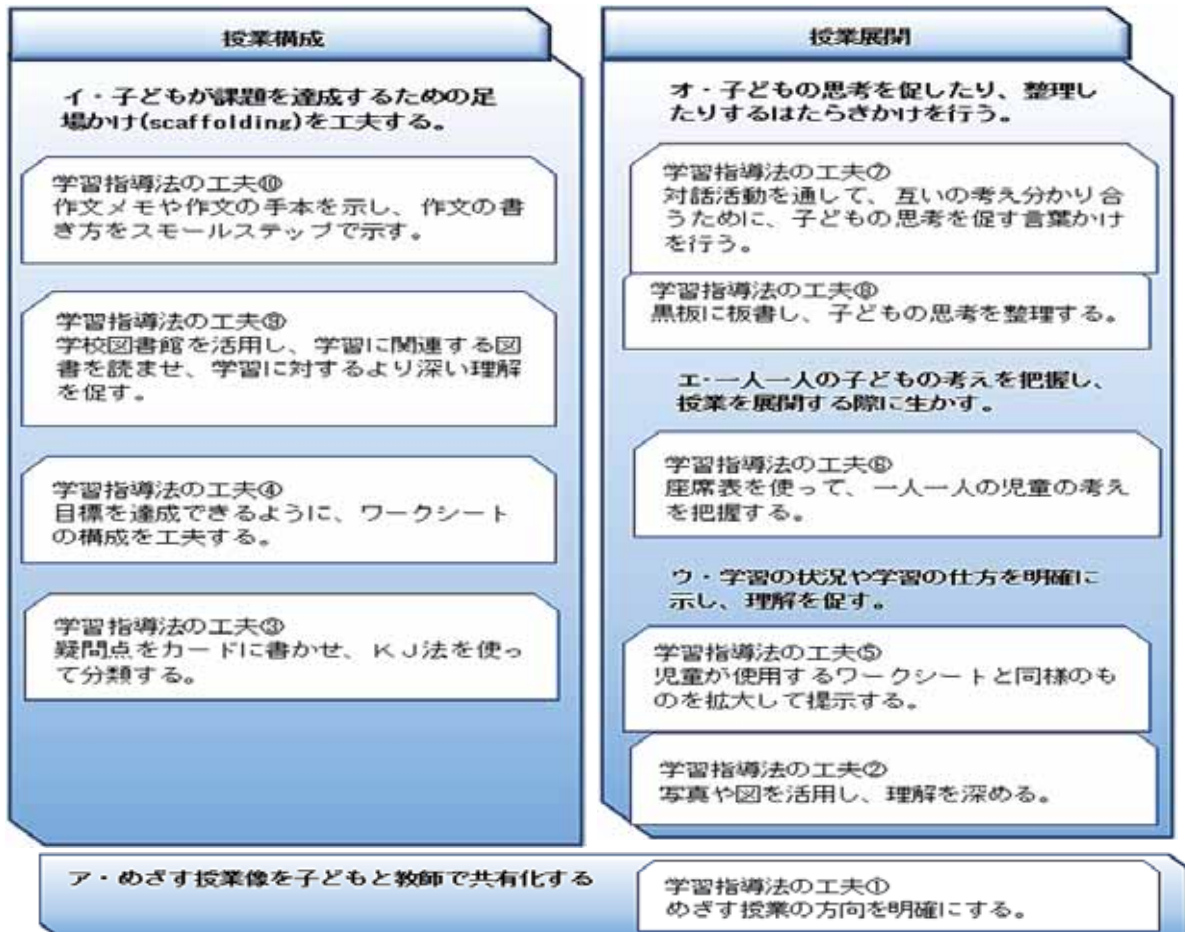 授業構成
イ・子どもが課題を達成するための足
場かけ(scaffolding)を工夫する。
学習指導法の工夫⑩
作文メモや作文の手本を示し、作文の書
き方をスモールステップで示す。
学習指導法の工夫⑨
学校図書館を活用し、学習に関連する図
書を読ませ、学習に対するより深い理解
を促す。
学習指導法の工夫④
目標を達成できるように、ワークシート
の構成を工夫する。
学習指導法の工夫③
疑問点をカードに書かせ、KJ法を使っ
て分類する。
授業展開
オ・子どもの思考を促したり、整理し
たりするはたらきかけを行う。
学習指導法の工夫⑦
対話活動を通して、互いの考え分かり合
うために、子どもの思考を促す言葉かけ
を行う。
学習指導法の工夫⑧
黒板に板書し、子どもの思考を整理する。
エ・一人一人の子どもの考えを把握し、
授業を展開する際に生かす。
学習指導法の工夫⑥
座席表を使って、一人一人の児童の考え
を把握する。
ウ・学習の状況や学習の仕方を明確に
示し、理解を促す。
学習指導法の工夫⑤
児童が使用するワークシートと同様のも
のを拡大して提示する。
学習指導法の工夫②
写真や図を活用し、理解を深める。
ア・めざす授業像を子どもと教師で共有化する
学習指導法の工夫①
めざす授業の方向を明確にする。